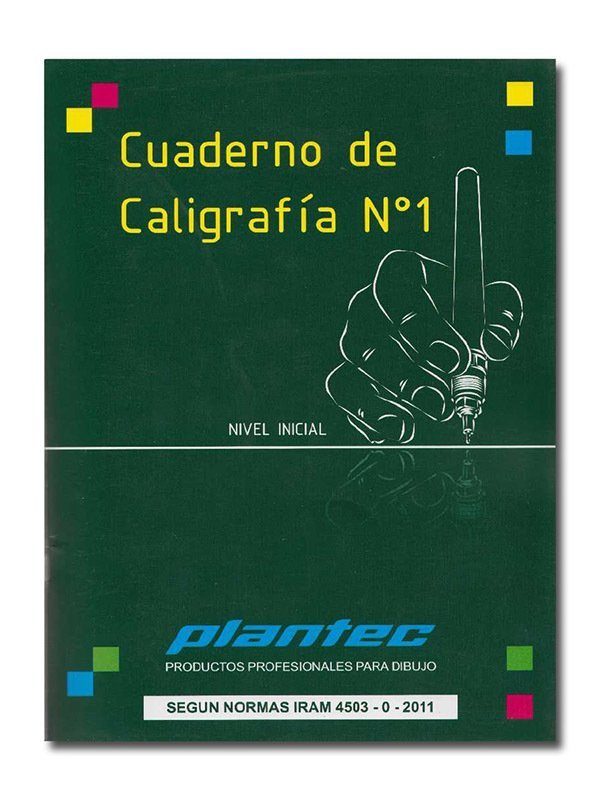 Cuaderno de
Caligrafía N°1
NIVEL INICIAL
plantec
PRODUCTOS PROFESIONALES PARA DIBUJO
SEGUN NORMAS IRAM 4503 - 0 - 2011